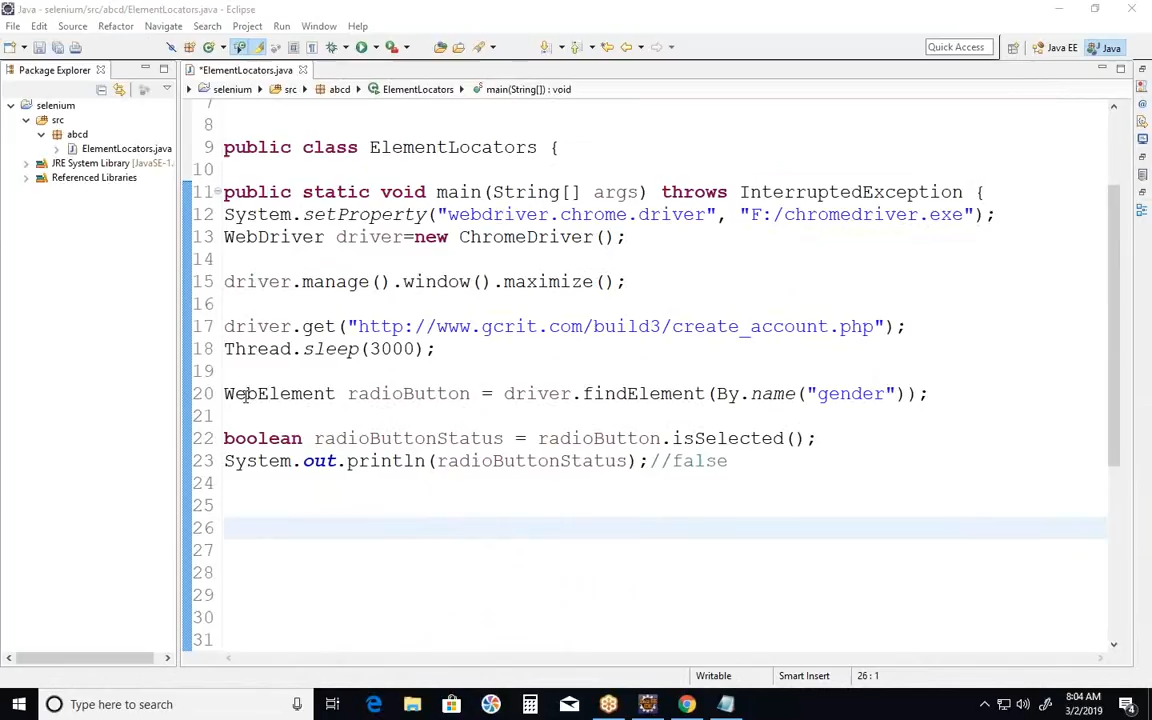 Java - selenium/src/abcd/ElementLocators.java - Eclipse
File Edit Source Refactor Navigate Search Project Run Window Help
Quick Access Java EE Java
Package Explorer *ElementLocators.java
selenium src abcd ElementLocators main(String[]) : void
selenium
src
abcd
ElementLocators.java
JRE System Library [JavaSE-1.
Referenced Libraries
7
8
9 public class ElementLocators {
10
11 public static void main(String[] args) throws InterruptedException {
12 System.setProperty("webdriver.chrome.driver", "F:/chromedriver.exe");
13 WebDriver driver=new ChromeDriver();
14
15 driver.manage().window().maximize();
16
17 driver.get("http://www.gcrit.com/build3/create_account.php");
18 Thread.sleep(3000);
19
20 WebElement radioButton = driver.findElement(By.name("gender"));
21
22 boolean radioButtonStatus = radioButton.isSelected();
23 System.out.println(radioButtonStatus);//false
24
25
26
27
28
29
30
31
Writable Smart Insert 26 : 1
Type here to search
8:04 AM
3/2/2019
4